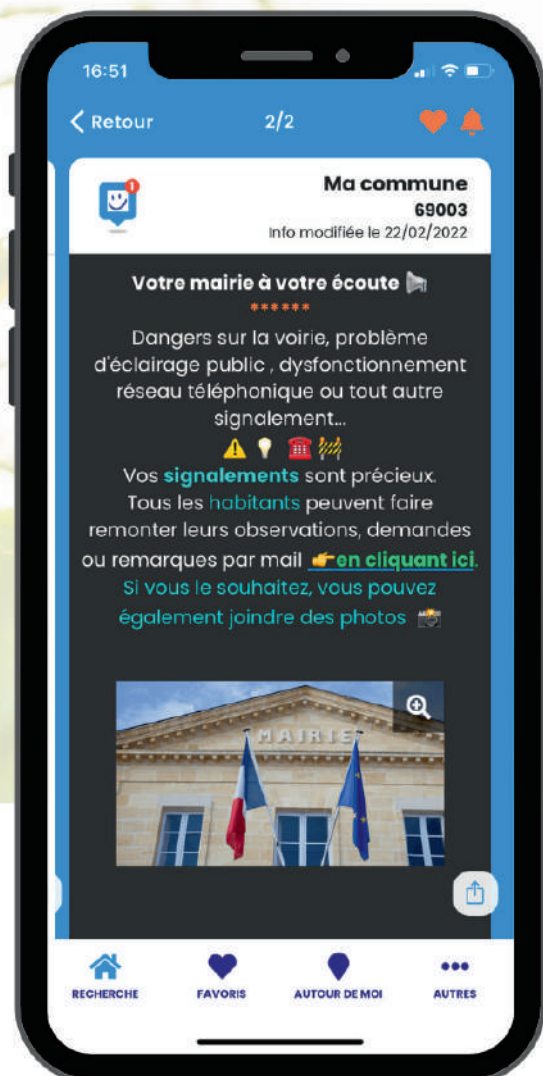 16:51
Retour
2/2
1
Ma commune
69003
Info modifiée le 22/02/2022
Votre mairie à votre écoute
******
Dangers sur la voirie, problème
d'éclairage public , dysfonctionnement
réseau téléphonique ou tout autre
signalement...
Vos signalements sont précieux.
Tous les habitants peuvent faire
remonter leurs observations, demandes
ou remarques par mail 👉en cliquant ici.
Si vous le souhaitez, vous pouvez
également joindre des photos
MAIRIE
RECHERCHE
FAVORIS
AUTOUR DE MOI
AUTRES